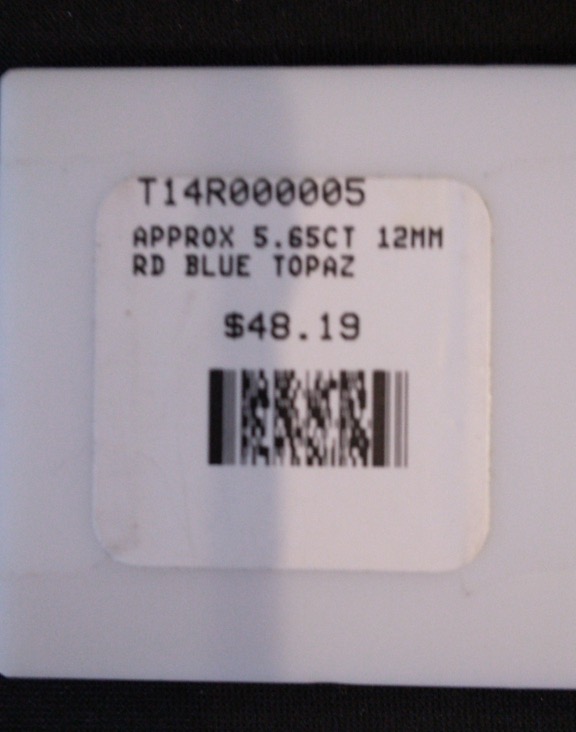 T14R000005
APPROX 5.65CT 12MM
RD BLUE TOPAZ
$48.19